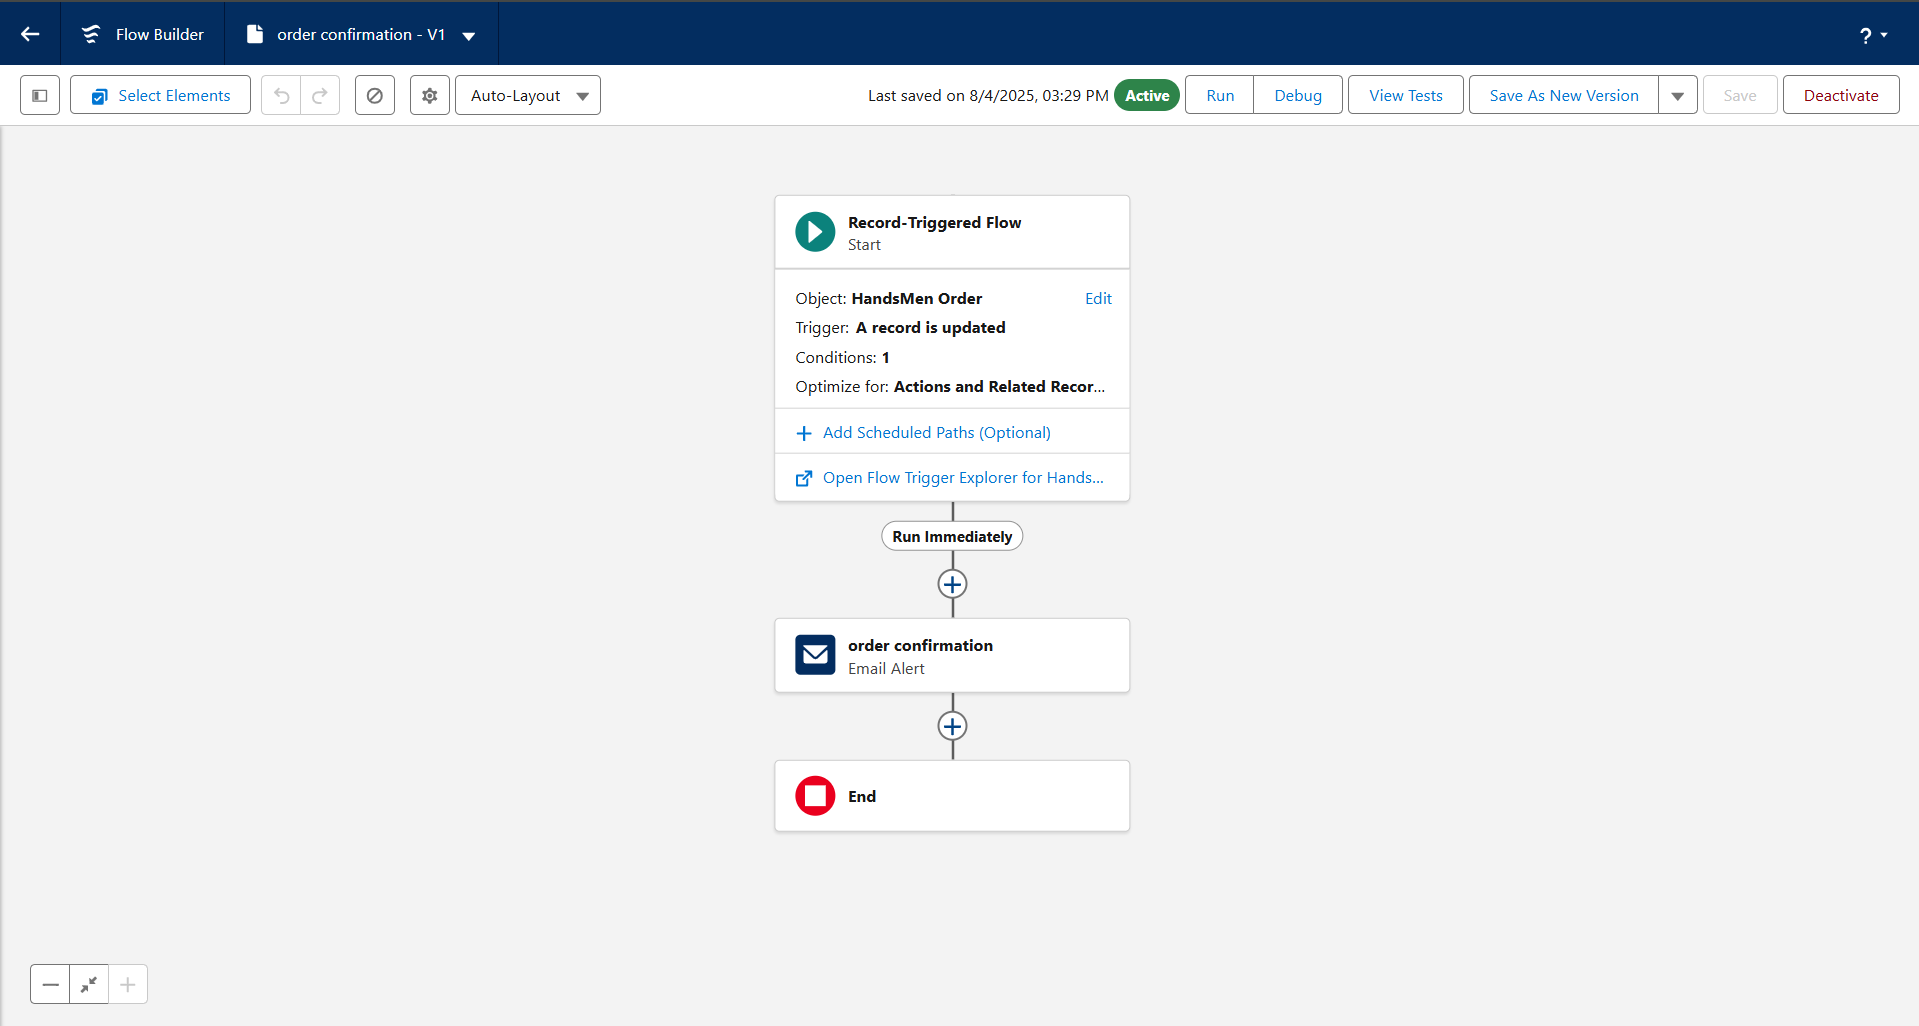 Flow Builder
order confirmation - V1
?
Select Elements
Auto-Layout
Last saved on 8/4/2025, 03:29 PM
Active
Run
Debug
View Tests
Save As New Version
Save
Deactivate
Record-Triggered Flow
Start
Object: HandsMen Order
Edit
Trigger: A record is updated
Conditions: 1
Optimize for: Actions and Related Recor...
Add Scheduled Paths (Optional)
Open Flow Trigger Explorer for Hands...
Run Immediately
order confirmation
Email Alert
End